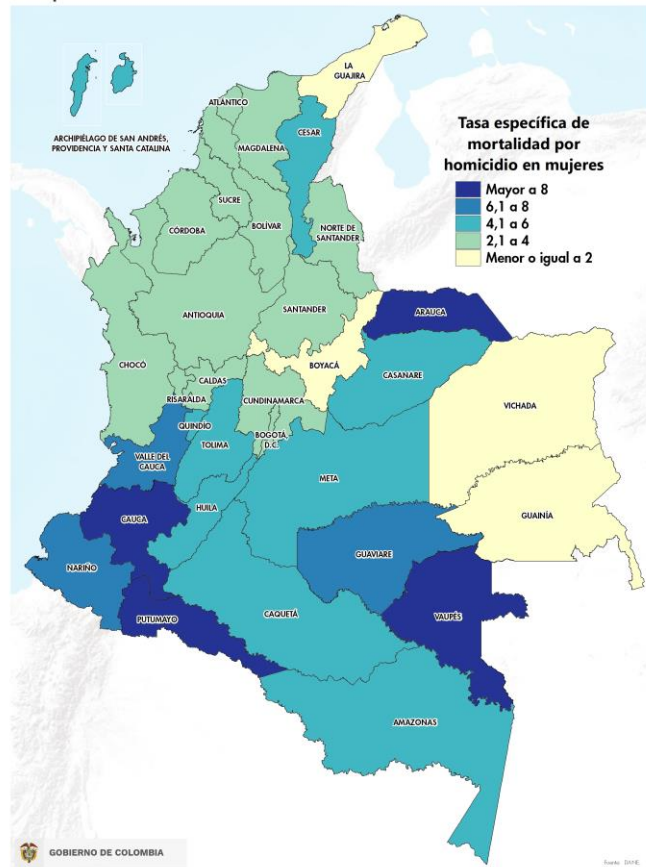 LA
GUAJIRA
ATLÁNTICO
ARCHIPIÉLAGO DE SAN ANDRÉS,
PROVIDENCIA Y SANTA CATALINA
MAGDALENA
CESAR
Tasa específica de
mortalidad por
homicidio en mujeres
Mayor a 8
6,1 a 8
4,1 a 6
2,1 a 4
Menor o igual a 2
SUCRE
CÓRDOBA
BOLÍVAR
NORTE DE
SANTANDER
ANTIOQUIA
SANTANDER
ARAUCA
CHOCÓ
BOYACÁ
CASANARE
CALDAS
RISARALDA
CUNDINAMARCA
VICHADA
QUINDÍO
TOLIMA
BOGOTÁ,
D.C.
VALLE DEL
CAUCA
META
HUILA
CAUCA
GUAINÍA
GUAVIARE
NARIÑO
CAQUETÁ
VAUPÉS
PUTUMAYO
AMAZONAS
GOBIERNO DE COLOMBIA
Fuente: DANE